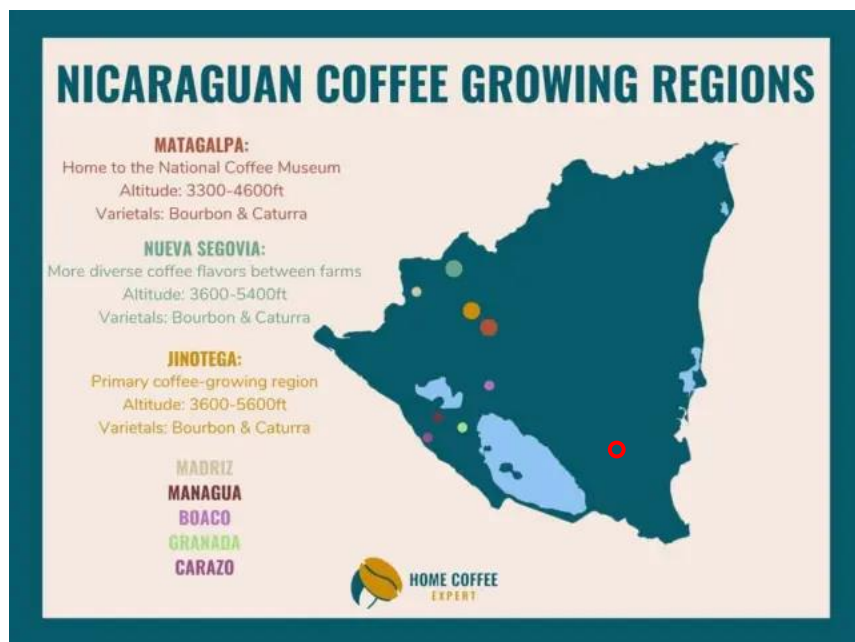 NICARAGUAN COFFEE GROWING REGIONS
MATAGALPA:
Home to the National Coffee Museum
Altitude: 3300-4600ft
Varietals: Bourbon & Caturra
NUEVA SEGOVIA:
More diverse coffee flavors between farms
Altitude: 3600-5400ft
Varietals: Bourbon & Caturra
JINOTEGA:
Primary coffee-growing region
Altitude: 3600-5600ft
Varietals: Bourbon & Caturra
MADRIZ
MANAGUA
BOACO
GRANADA
CARAZO
HOME COFFEE
EXPERT